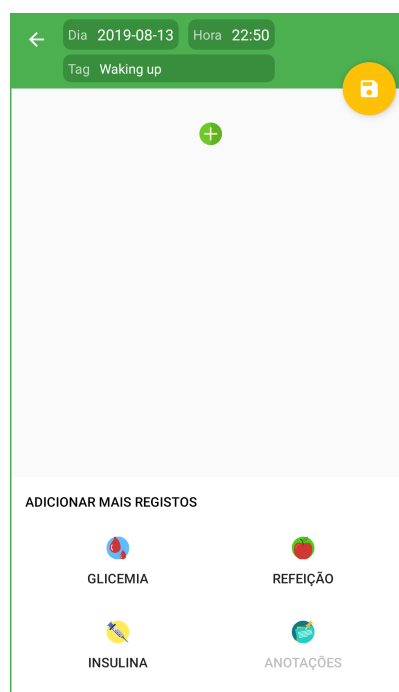 Dia 2019-08-13 Hora 22:50
Tag Waking up
ADICIONAR MAIS REGISTOS
GLICEMIA REFEIÇÃO
INSULINA ANOTAÇÕES